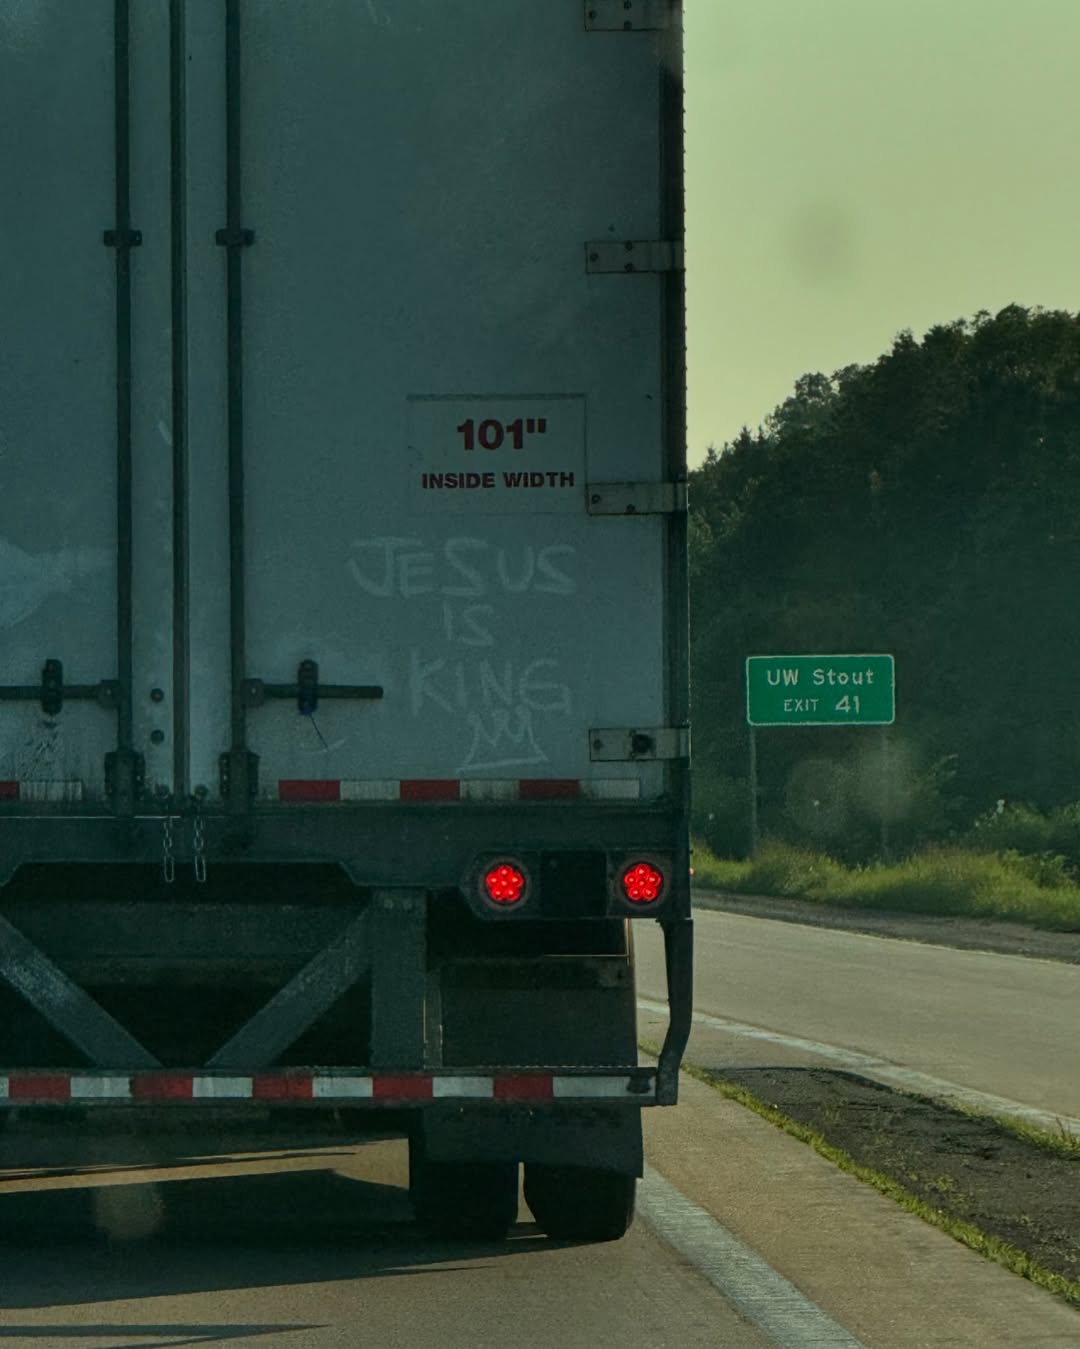 101"
INSIDE WIDTH
JESUS
IS
KING
UW Stout
EXIT 41